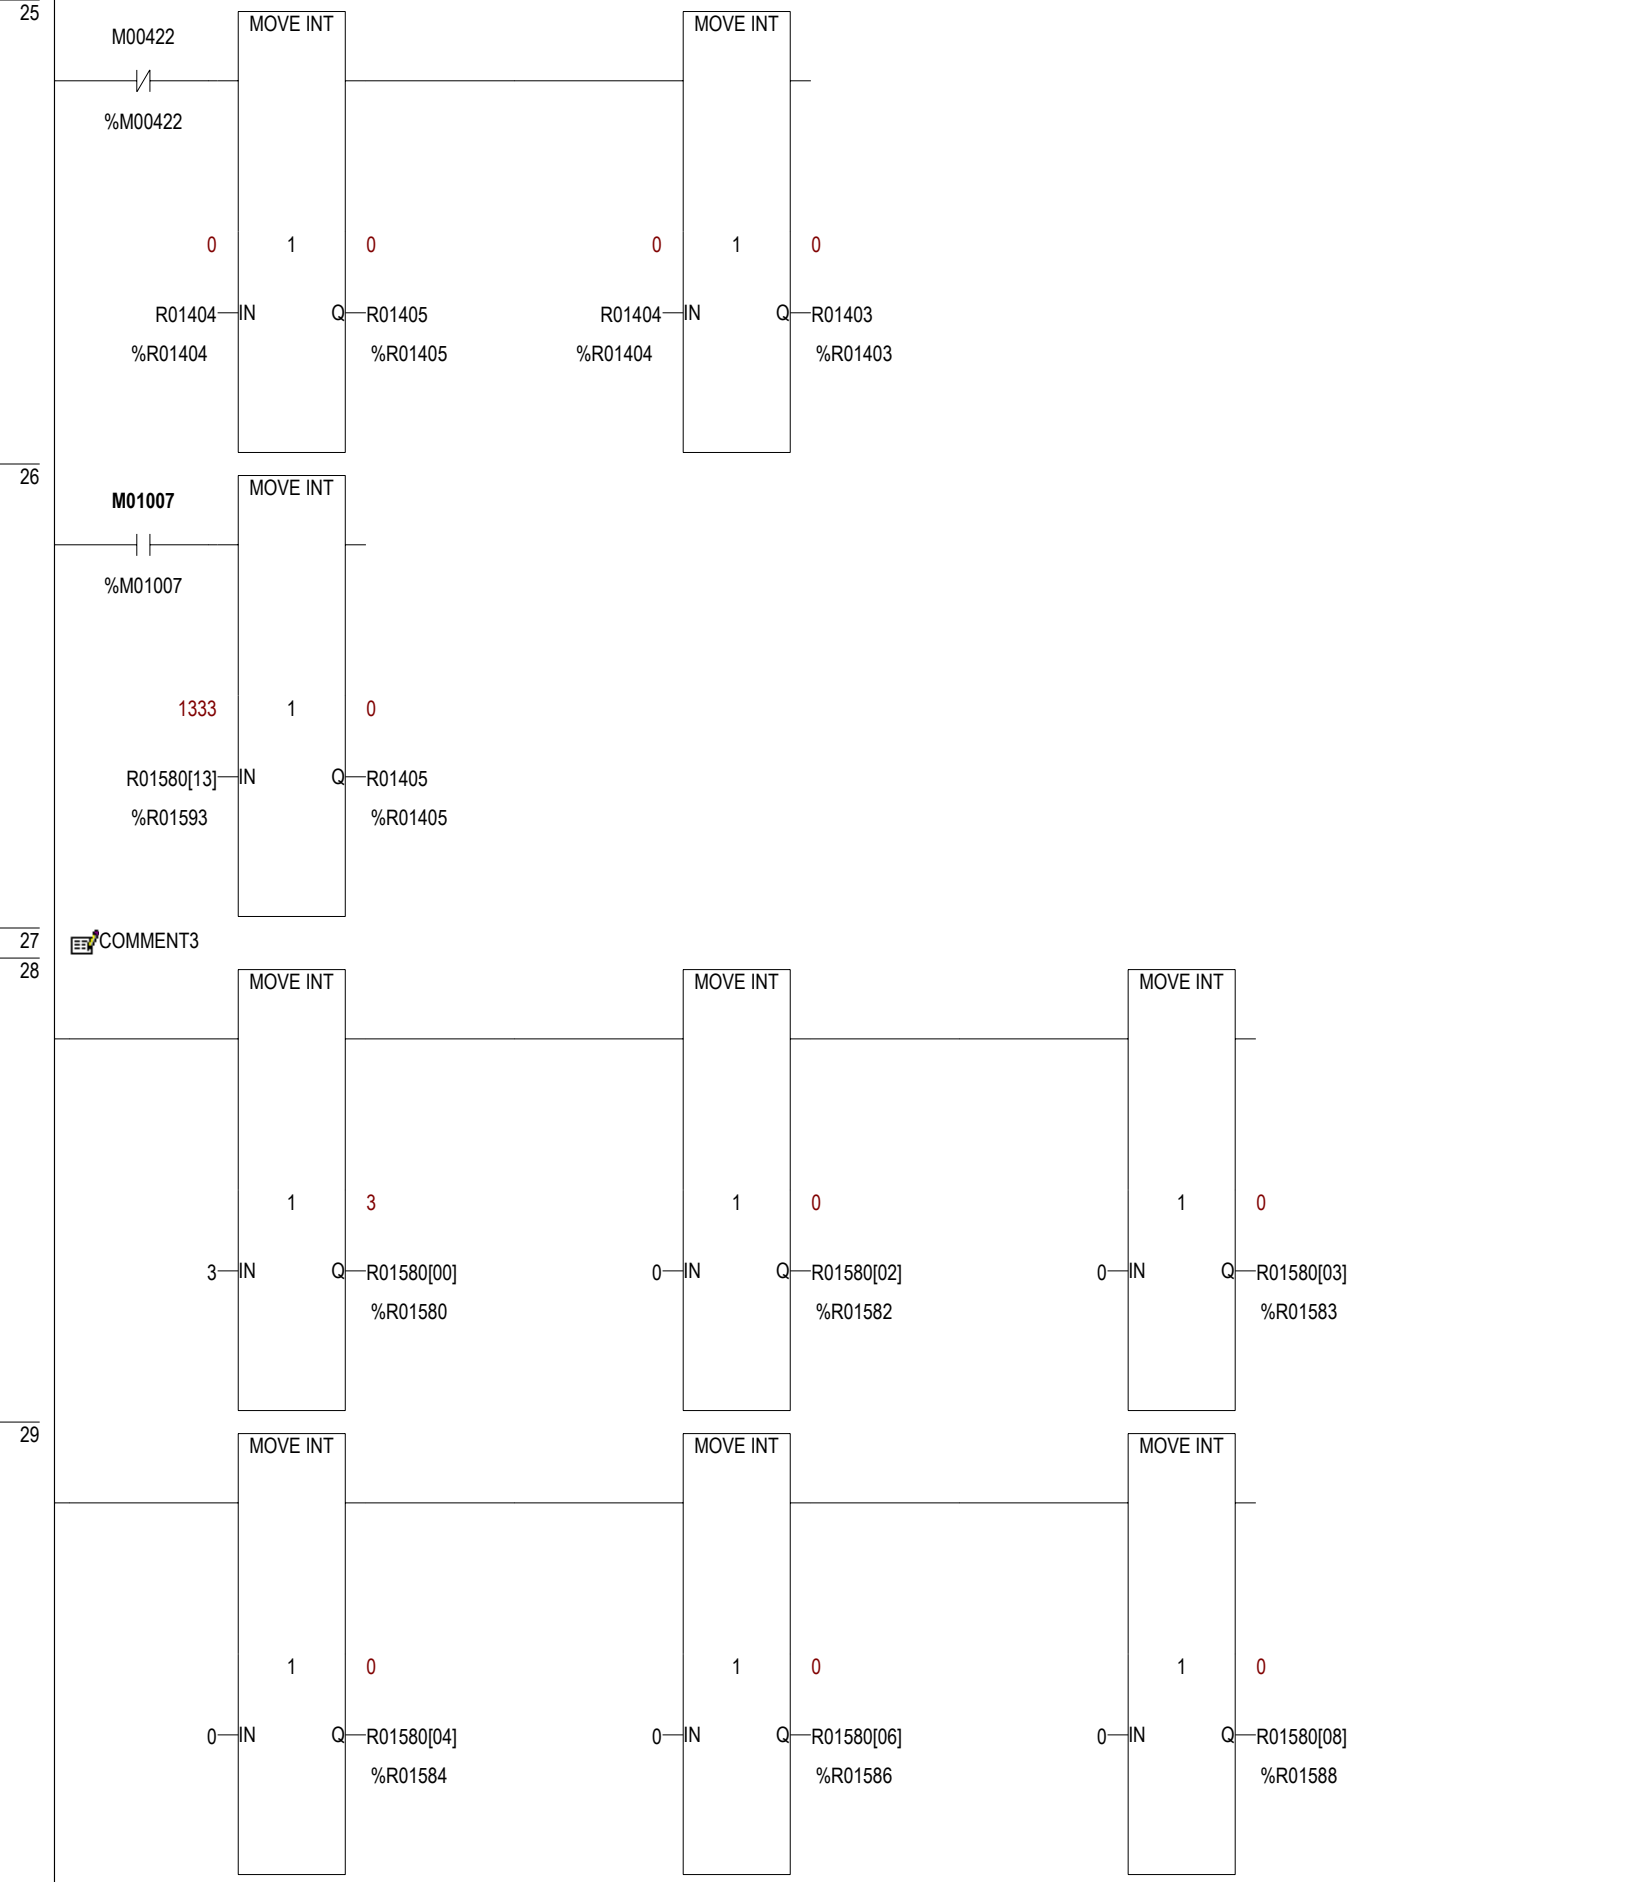 25
MOVE INT MOVE INT
M00422
%M00422
0 1 0 0 1 0
R01404 IN Q R01405 R01404 IN Q R01403
%R01404 %R01405 %R01404 %R01403
26
MOVE INT
M01007
%M01007
1333 1 0
R01580[13] IN Q R01405
%R01593 %R01405
27 COMMENT3
28
MOVE INT MOVE INT MOVE INT
1 3 1 0 1 0
3 IN Q R01580[00] 0 IN Q R01580[02] 0 IN Q R01580[03]
%R01580 %R01582 %R01583
29
MOVE INT MOVE INT MOVE INT
1 0 1 0 1 0
0 IN Q R01580[04] 0 IN Q R01580[06] 0 IN Q R01580[08]
%R01584 %R01586 %R01588